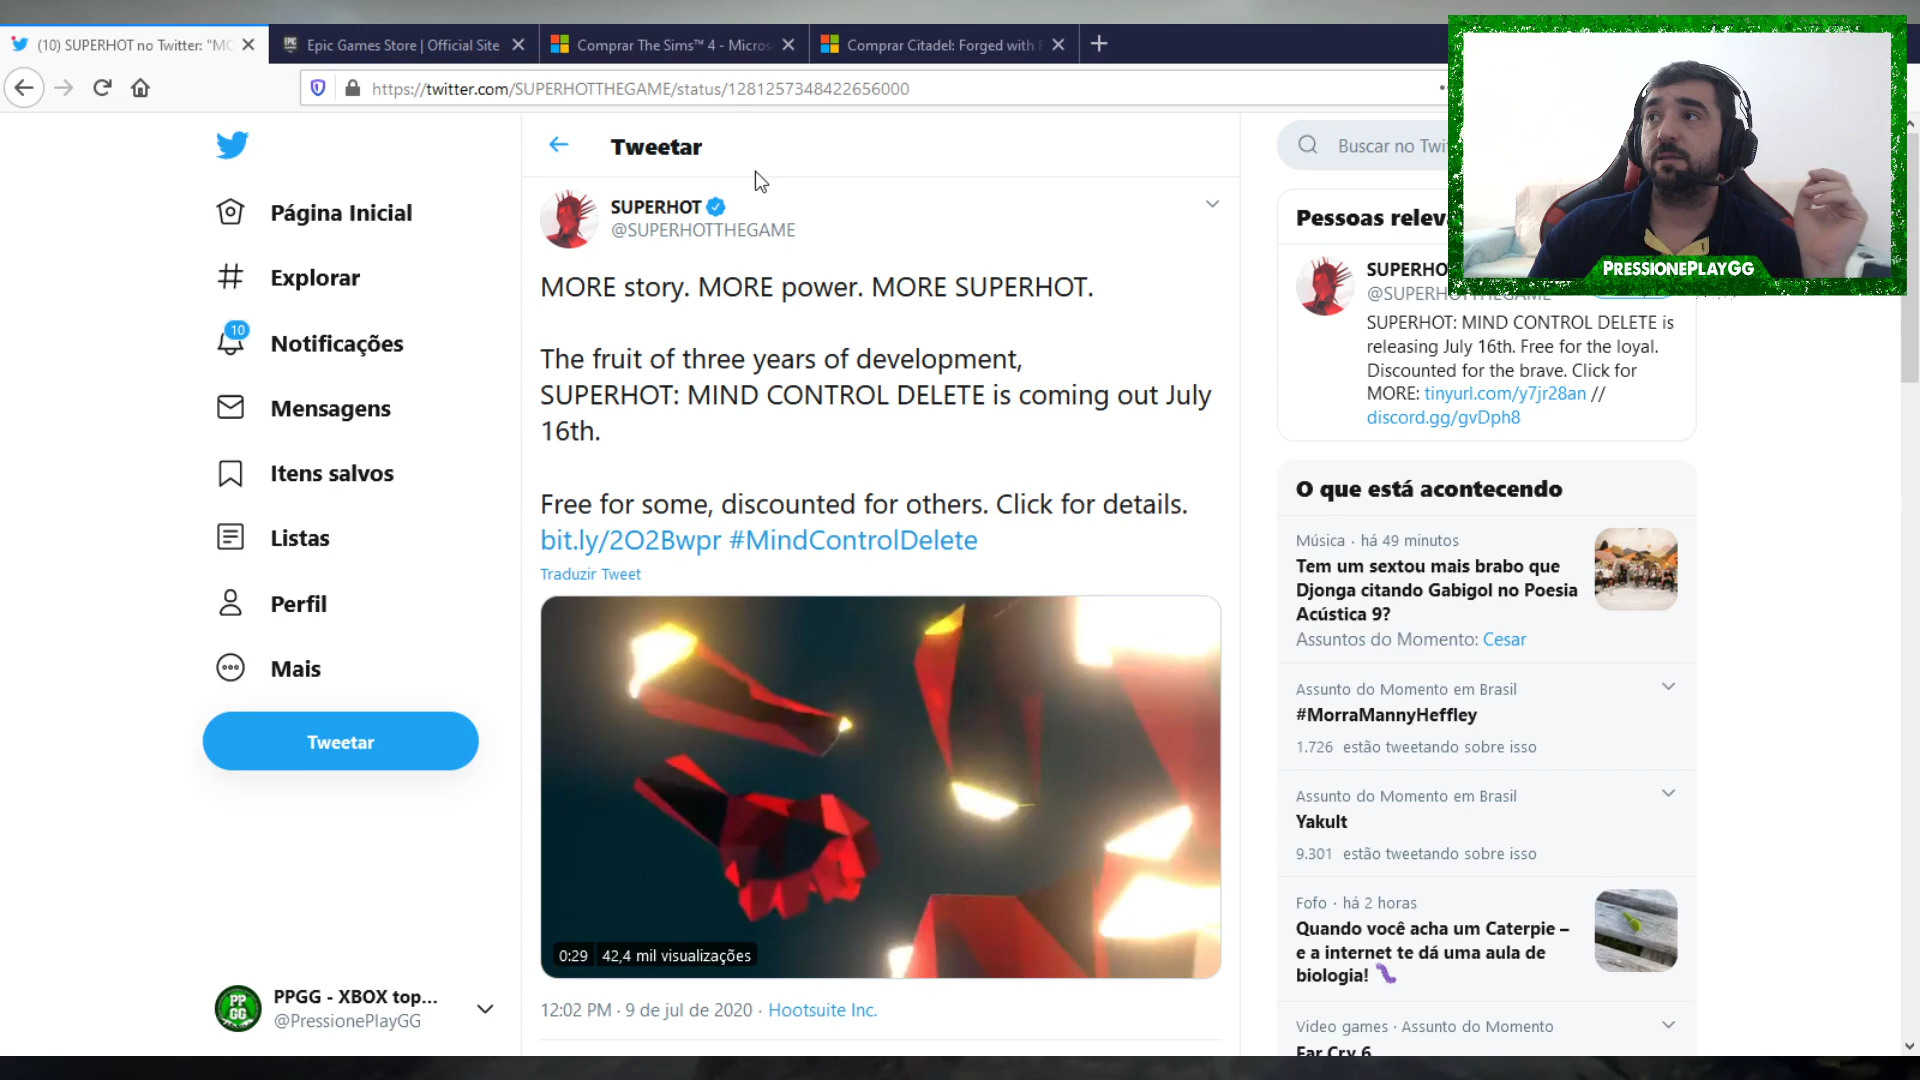 (10) SUPERHOT no Twitter: "MO
Epic Games Store | Official Site
Comprar The Sims™ 4 - Micros
Comprar Citadel: Forged with F
https://twitter.com/SUPERHOTTHEGAME/status/1281257348422656000
Página Inicial
Explorar
10
Notificações
Mensagens
Itens salvos
Listas
Perfil
Mais
Tweetar
PP
GG
PPGG - XBOX top...
@PressionePlayGG
Tweetar
SUPERHOT
@SUPERHOTTHEGAME
MORE story. MORE power. MORE SUPERHOT.
The fruit of three years of development,
SUPERHOT: MIND CONTROL DELETE is coming out July
16th.
Free for some, discounted for others. Click for details.
bit.ly/2O2Bwpr #MindControlDelete
Traduzir Tweet
0:29 42,4 mil visualizações
12:02 PM · 9 de jul de 2020 · Hootsuite Inc.
Buscar no Twi
PRESSIONEPLAYGG
Pessoas relev
SUPERHO
@SUPERHOTTHEGAME
SUPERHOT: MIND CONTROL DELETE is
releasing July 16th. Free for the loyal.
Discounted for the brave. Click for
MORE: tinyurl.com/y7jr28an //
discord.gg/gvDph8
O que está acontecendo
Música · há 49 minutos
Tem um sextou mais brabo que
Djonga citando Gabigol no Poesia
Acústica 9?
Assuntos do Momento: Cesar
Assunto do Momento em Brasil
#MorraMannyHeffley
1.726 estão tweetando sobre isso
Assunto do Momento em Brasil
Yakult
9.301 estão tweetando sobre isso
Fofo · há 2 horas
Quando você acha um Caterpie –
e a internet te dá uma aula de
biologia! 🐛
Video games · Assunto do Momento
Far Cry 6